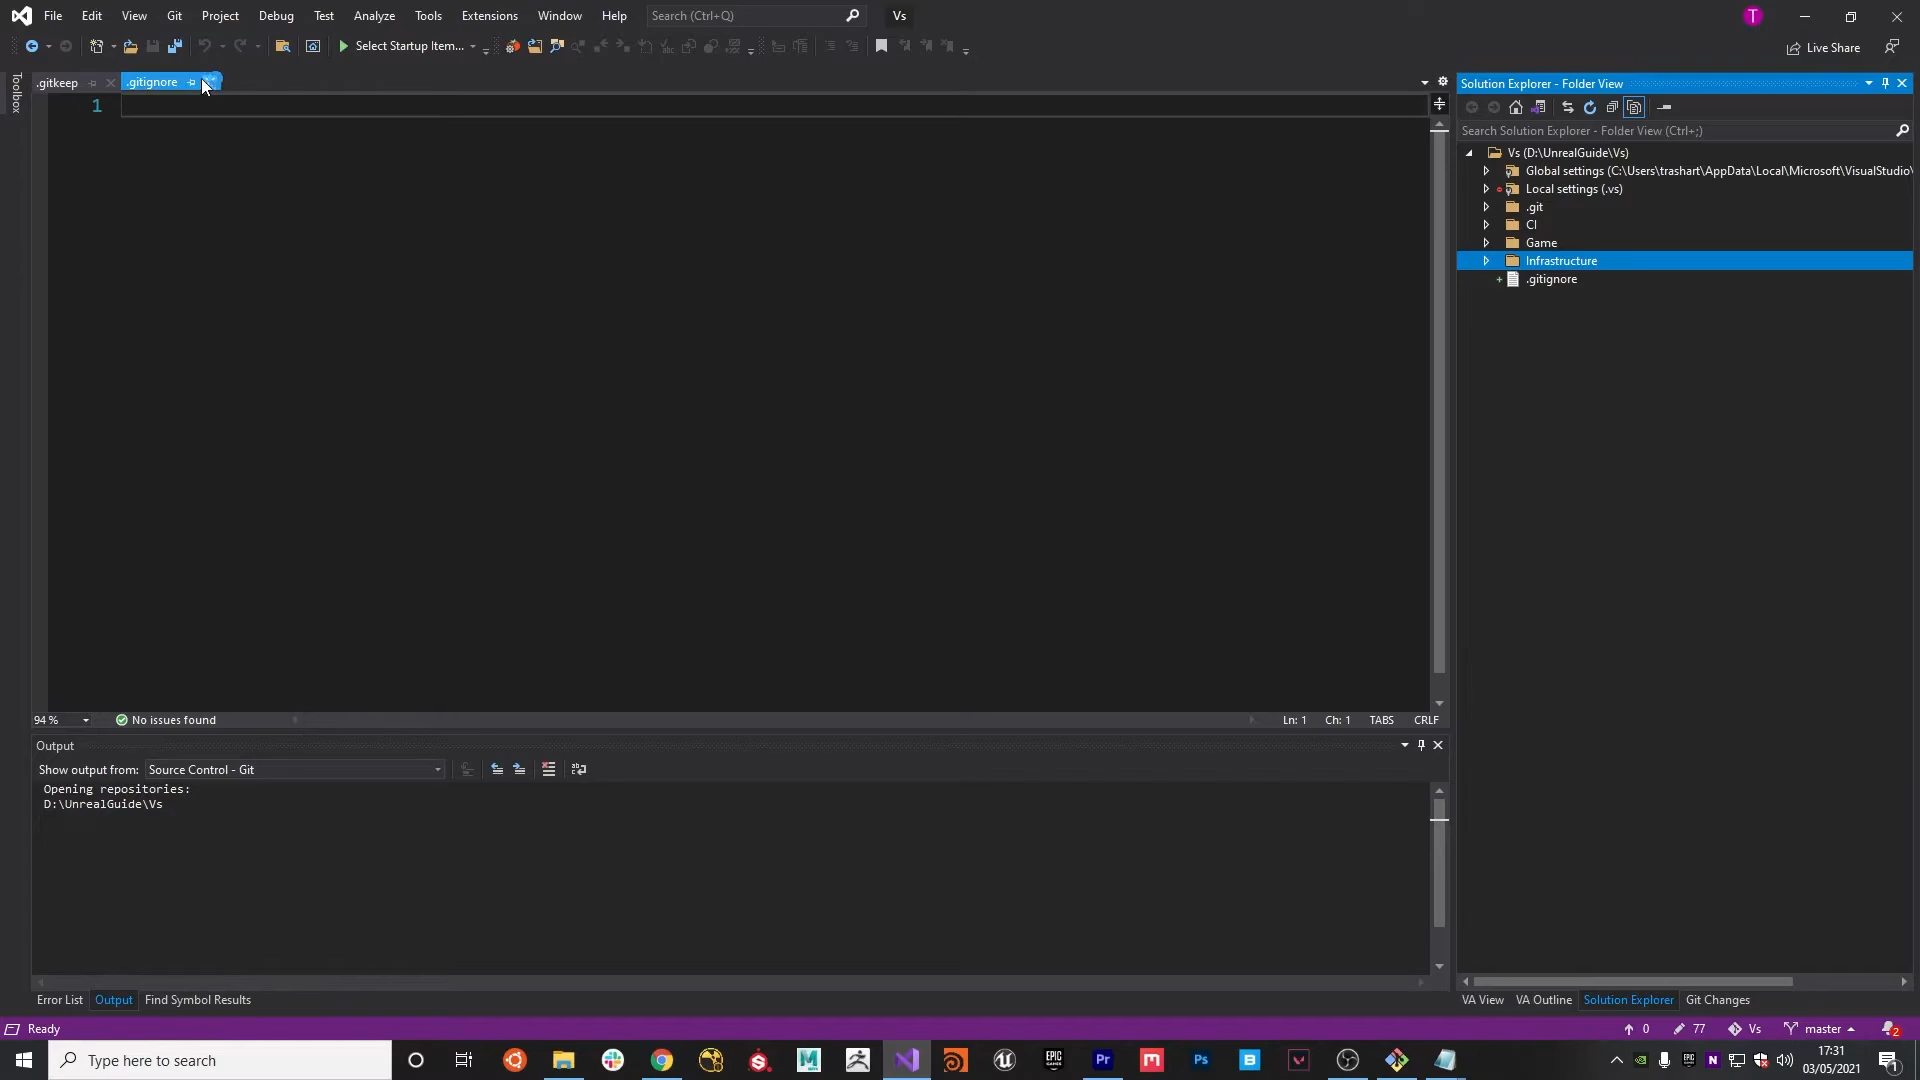 File Edit View Git Project Debug Test Analyze Tools Extensions Window Help Search (Ctrl+Q) Vs T
Select Startup Item... Live Share
Toolbox
.gitkeep .gitignore
1
94 % No issues found Ln: 1 Ch: 1 TABS CRLF
Output
Show output from: Source Control - Git
Opening repositories:
D:\UnrealGuide\Vs
Error List Output Find Symbol Results
Solution Explorer - Folder View
Search Solution Explorer - Folder View (Ctrl+;)
Vs (D:\UnrealGuide\Vs)
Global settings (C:\Users\trashart\AppData\Local\Microsoft\VisualStudio\
Local settings (.vs)
.git
CI
Game
Infrastructure
.gitignore
VA View VA Outline Solution Explorer Git Changes
Ready 0 77 Vs master 2
Type here to search
17:31
03/05/2021
1